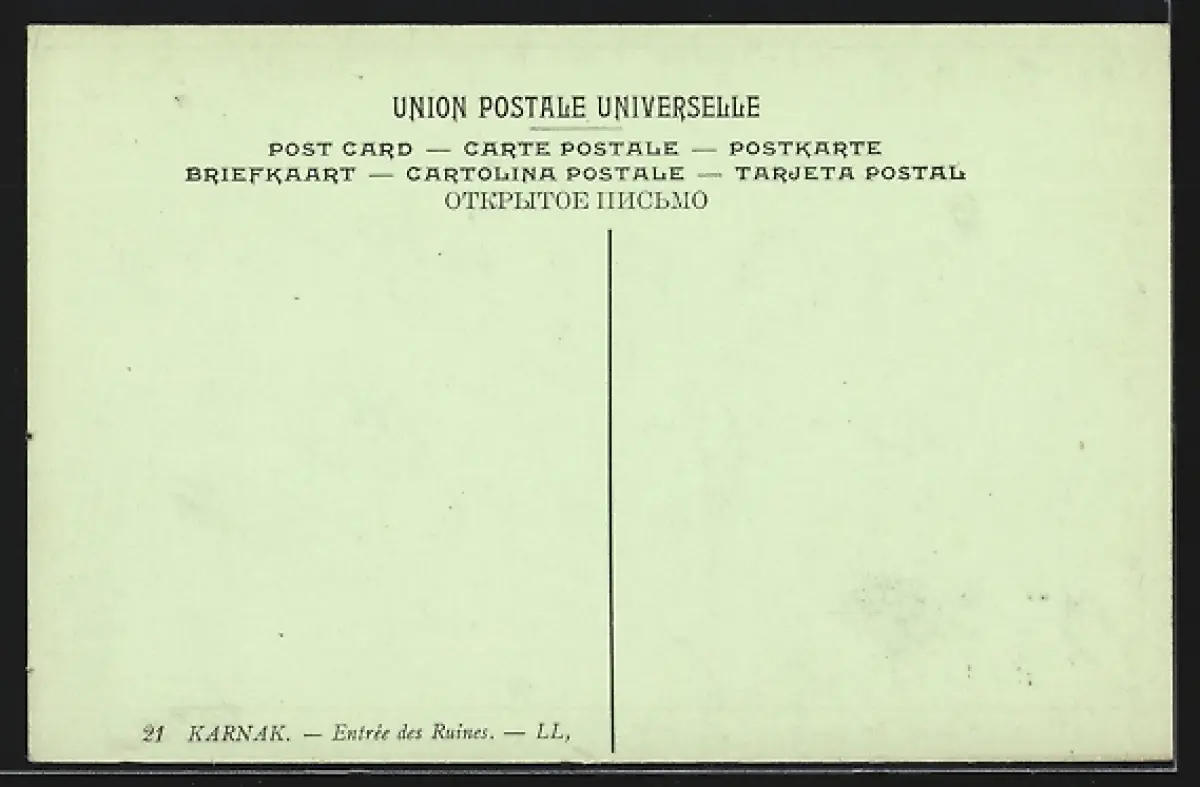 UNION POSTALE UNIVERSELLE
POST CARD — CARTE POSTALE — POSTKARTE
BRIEFKAART — CARTOLINA POSTALE — TARJETA POSTAL
ОТКРЫТОЕ ПИСЬМО
21 KARNAK. — Entrée des Ruines. — LL,